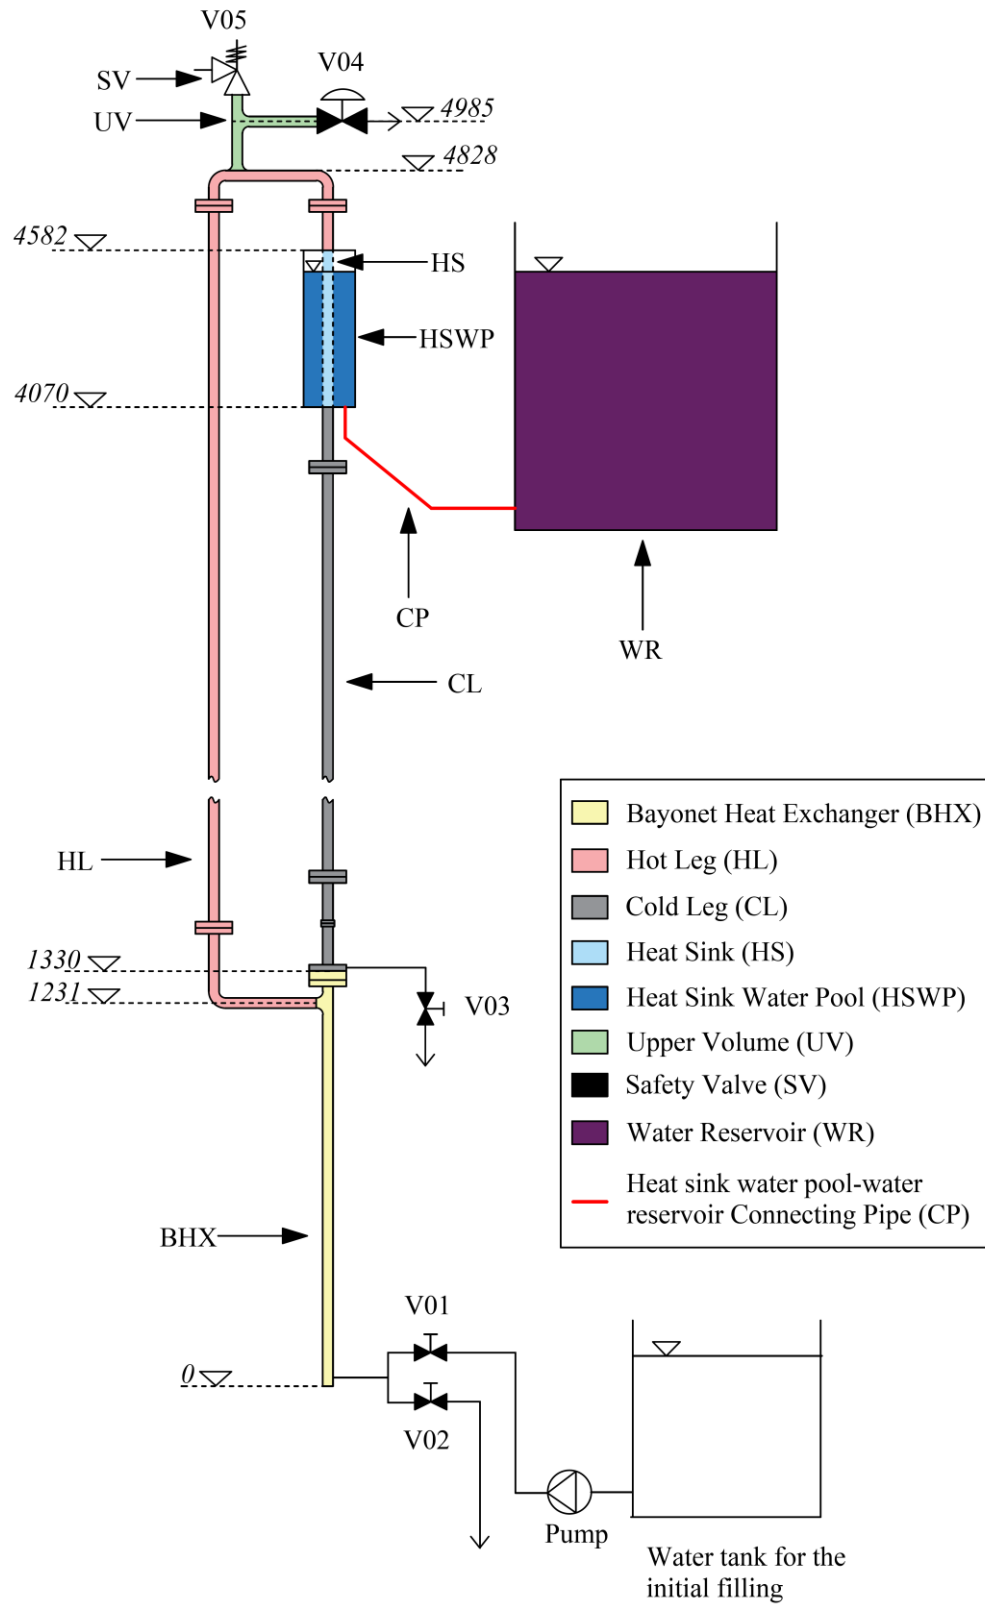 V05
V04
SV
UV
4985
4828
4582
HS
HSWP
4070
CP
WR
CL
HL
1330
1231
V03
Bayonet Heat Exchanger (BHX)
Hot Leg (HL)
Cold Leg (CL)
Heat Sink (HS)
Heat Sink Water Pool (HSWP)
Upper Volume (UV)
Safety Valve (SV)
Water Reservoir (WR)
Heat sink water pool-water
reservoir Connecting Pipe (CP)
BHX
V01
0
V02
Pump
Water tank for the
initial filling